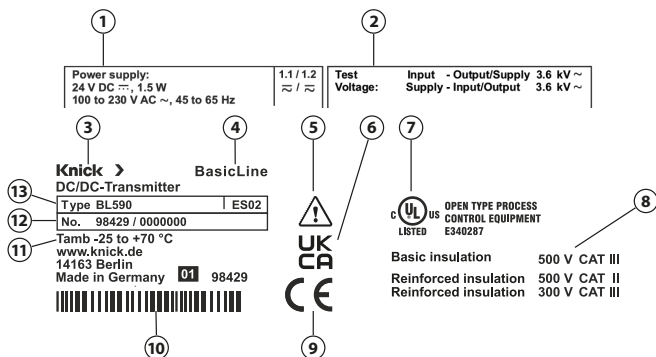 1
2
Power supply:
24 V DC ⎓, 1.5 W
100 to 230 V AC ~, 45 to 65 Hz
1.1 / 1.2
≂ / ≂
Test Input - Output/Supply 3.6 kV ~
Voltage: Supply - Input/Output 3.6 kV ~
3
4
5
6
7
8
Knick >
BasicLine
DC/DC-Transmitter
13
Type BL590 ES02
12
No. 98429 / 0000000
11
Tamb -25 to +70 °C
www.knick.de
14163 Berlin
Made in Germany 01 98429
10
UK
CA
CE
9
C UL US
LISTED
OPEN TYPE PROCESS
CONTROL EQUIPMENT
E340287
Basic insulation 500 V CAT III
Reinforced insulation 500 V CAT II
Reinforced insulation 300 V CAT III